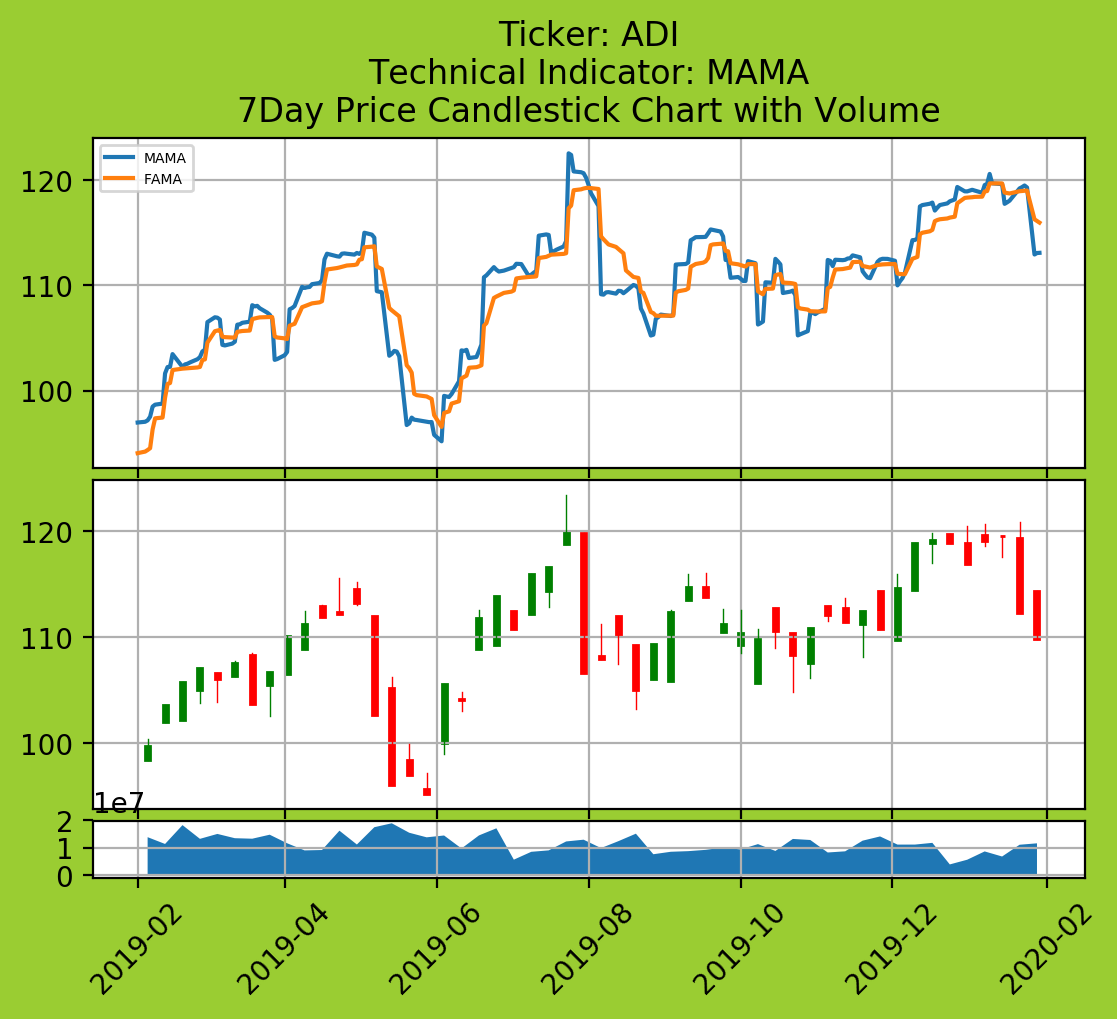 Ticker: ADI
Technical Indicator: MAMA
7Day Price Candlestick Chart with Volume
MAMA
FAMA
120
110
100
120
110
100
1e7
2
1
0
2019-02
2019-04
2019-06
2019-08
2019-10
2019-12
2020-02